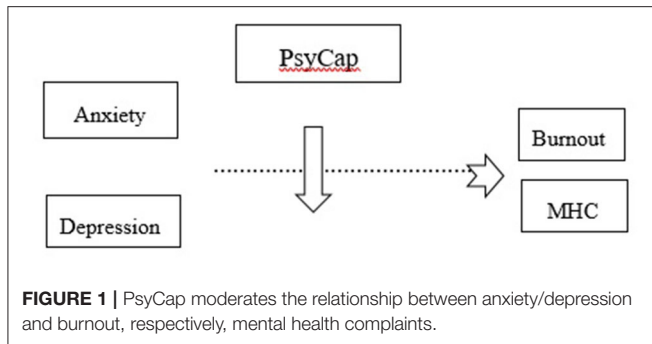 PsyCap
Anxiety
Burnout
MHC
Depression
FIGURE 1 | PsyCap moderates the relationship between anxiety/depression
and burnout, respectively, mental health complaints.